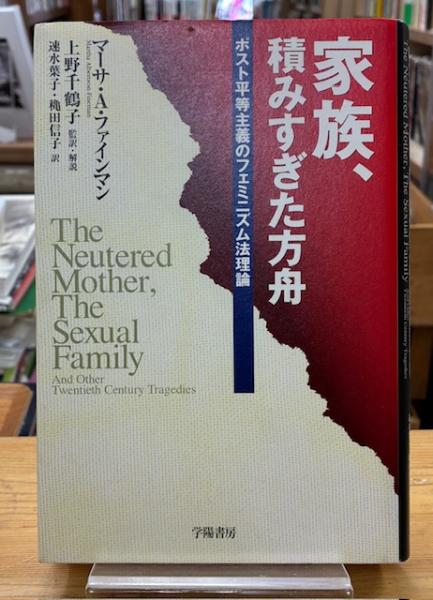 家族、
積みすぎた方舟
ポスト平等主義のフェミニズム法理論
マーサ・A・ファインマン
Martha Albertson Fineman
上野千鶴子 監訳・解説
速水葉子・穐田信子 訳
The
Neutered
Mother,
The
Sexual
Family
And Other
Twentieth Century Tragedies
学陽書房
The Neutered Mother, The Sexual Family
Twentieth Century Tragedies